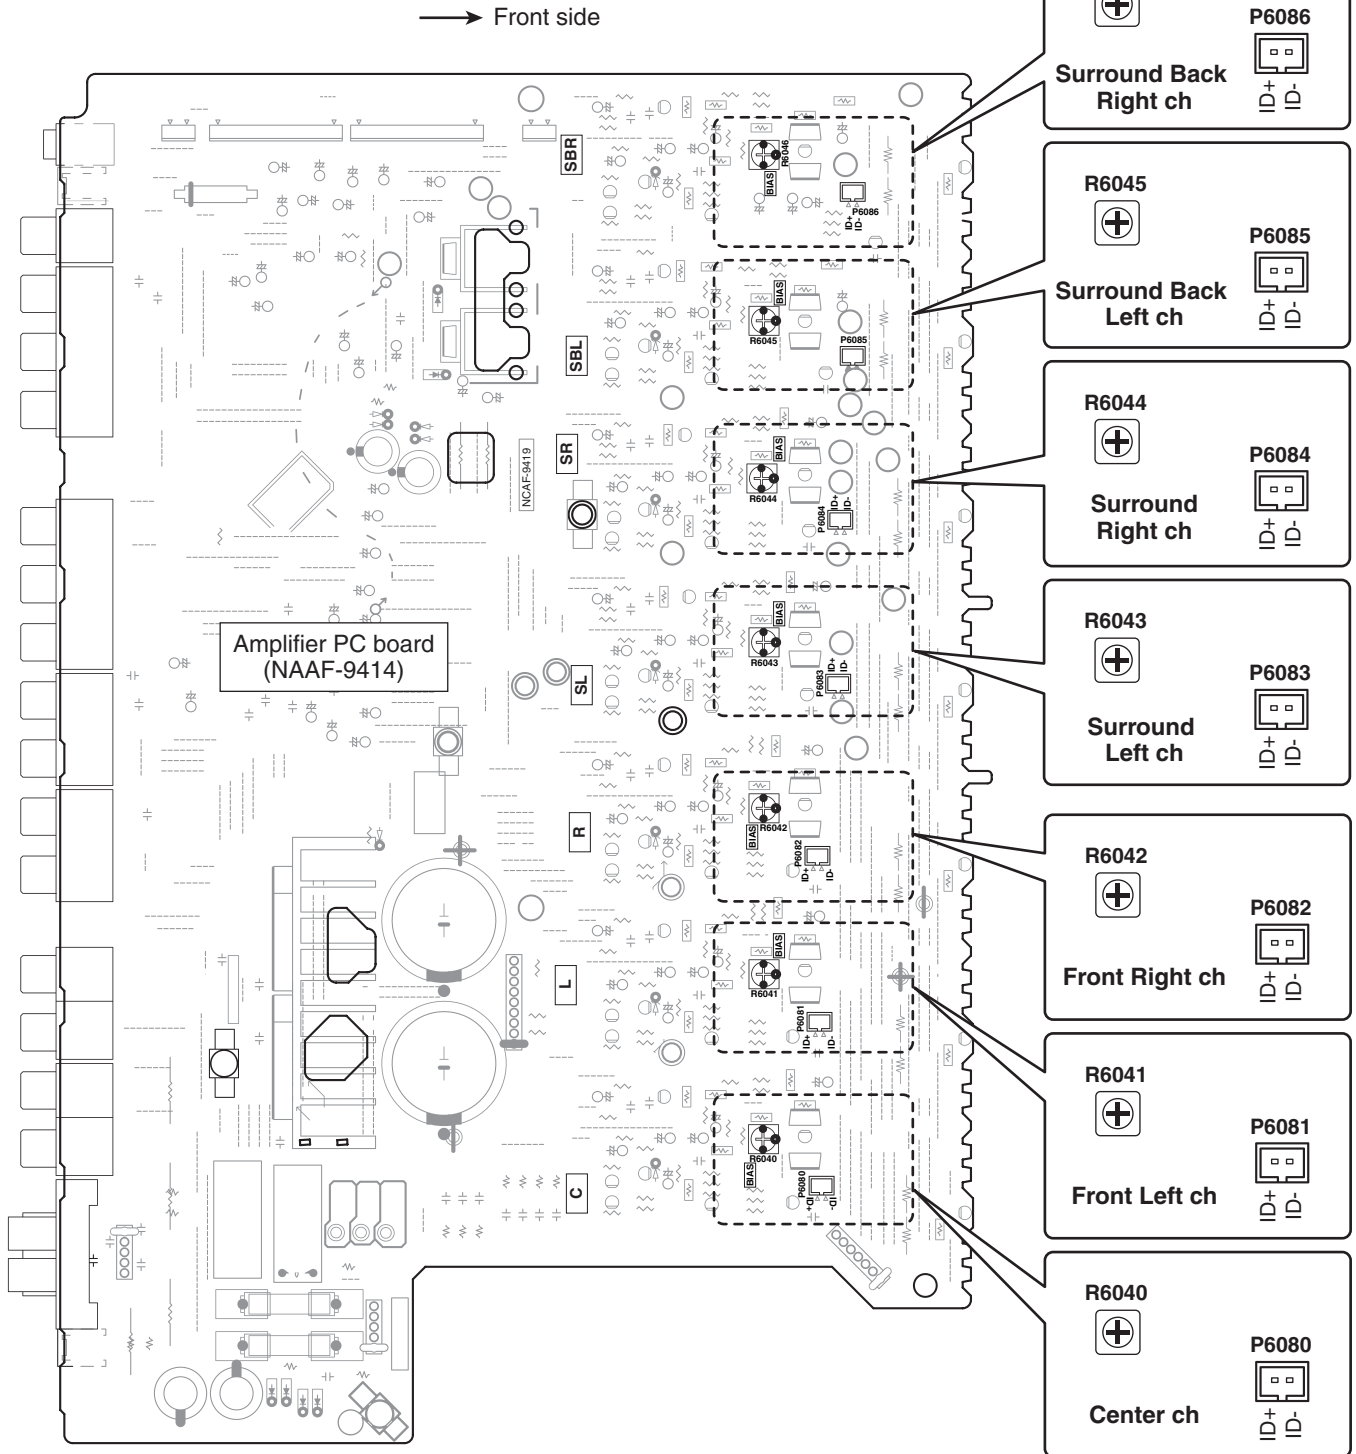 Front side
P6086
Surround Back
Right ch
ID+
ID-
R6045
P6085
Surround Back
Left ch
ID+
ID-
R6044
P6084
Surround
Right ch
ID+
ID-
R6043
P6083
Surround
Left ch
ID+
ID-
R6042
P6082
Front Right ch
ID+
ID-
R6041
P6081
Front Left ch
ID+
ID-
R6040
P6080
Center ch
ID+
ID-
Amplifier PC board
(NAAF-9414)
NCAF-9419
SBR
SBL
SR
SL
R
L
C
R6046
BIAS
P6086
ID+
ID-
BIAS
R6045
P6085
BIAS
R6044
ID+
ID-
P6084
BIAS
R6043
ID+
ID-
P6083
R6042
BIAS
P6082
ID+
ID-
BIAS
R6041
P6081
ID+
ID-
R6040
BIAS
P6080
ID+
ID-